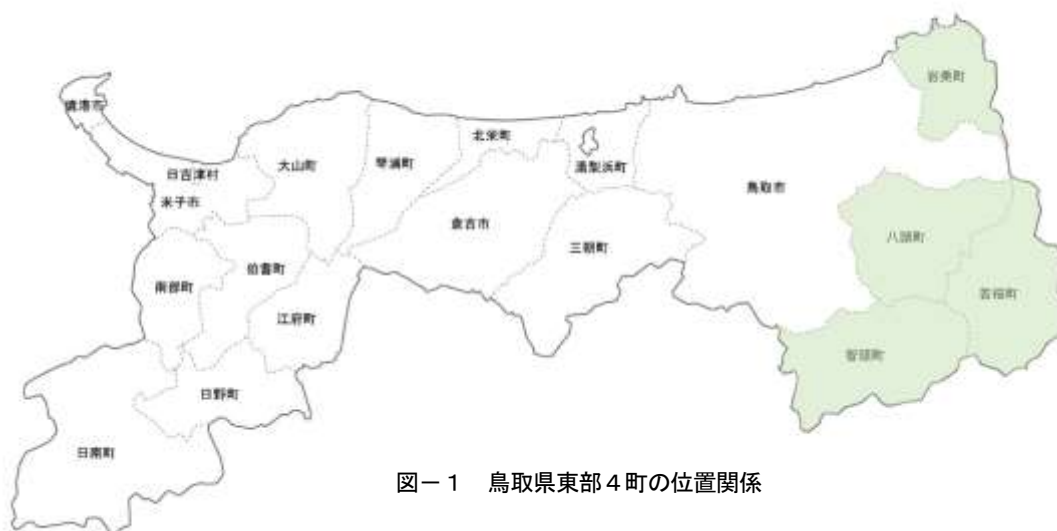 岩美町
境港市
北栄町
大山町
琴浦町
湯梨浜町
日吉津村
鳥取市
米子市
倉吉市
八頭町
三朝町
伯耆町
南部町
若桜町
江府町
智頭町
日野町
日南町
図－1 鳥取県東部4町の位置関係